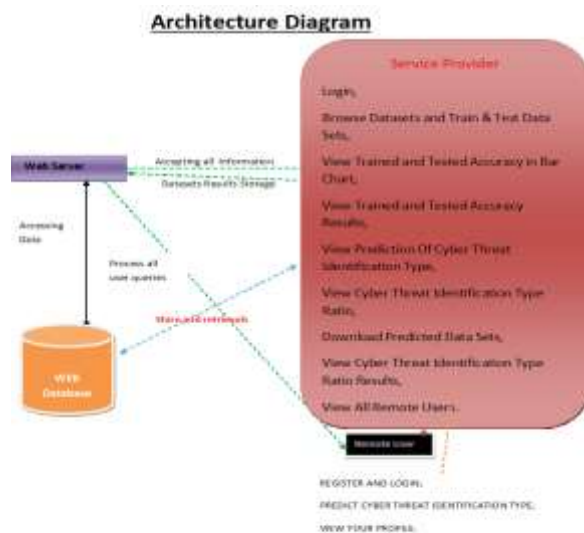 Architecture Diagram
Service Provider
Login,
Browse Datasets and Train & Test Data
Sets,
View Trained and Tested Accuracy in Bar
Chart,
View Trained and Tested Accuracy
Results,
View Prediction Of Cyber Threat
Identification Type,
View Cyber Threat Identification Type
Ratio,
Download Predicted Data Sets,
View Cyber Threat Identification Type
Ratio Results,
View All Remote Users.
Web Server
Accepting all Information
Datasets Results Storage
Accessing
Data
Process all
user queries
Store and retrievals
WEB
Database
Remote User
REGISTER AND LOGIN,
PREDICT CYBER THREAT IDENTIFICATION TYPE,
VIEW YOUR PROFILE.